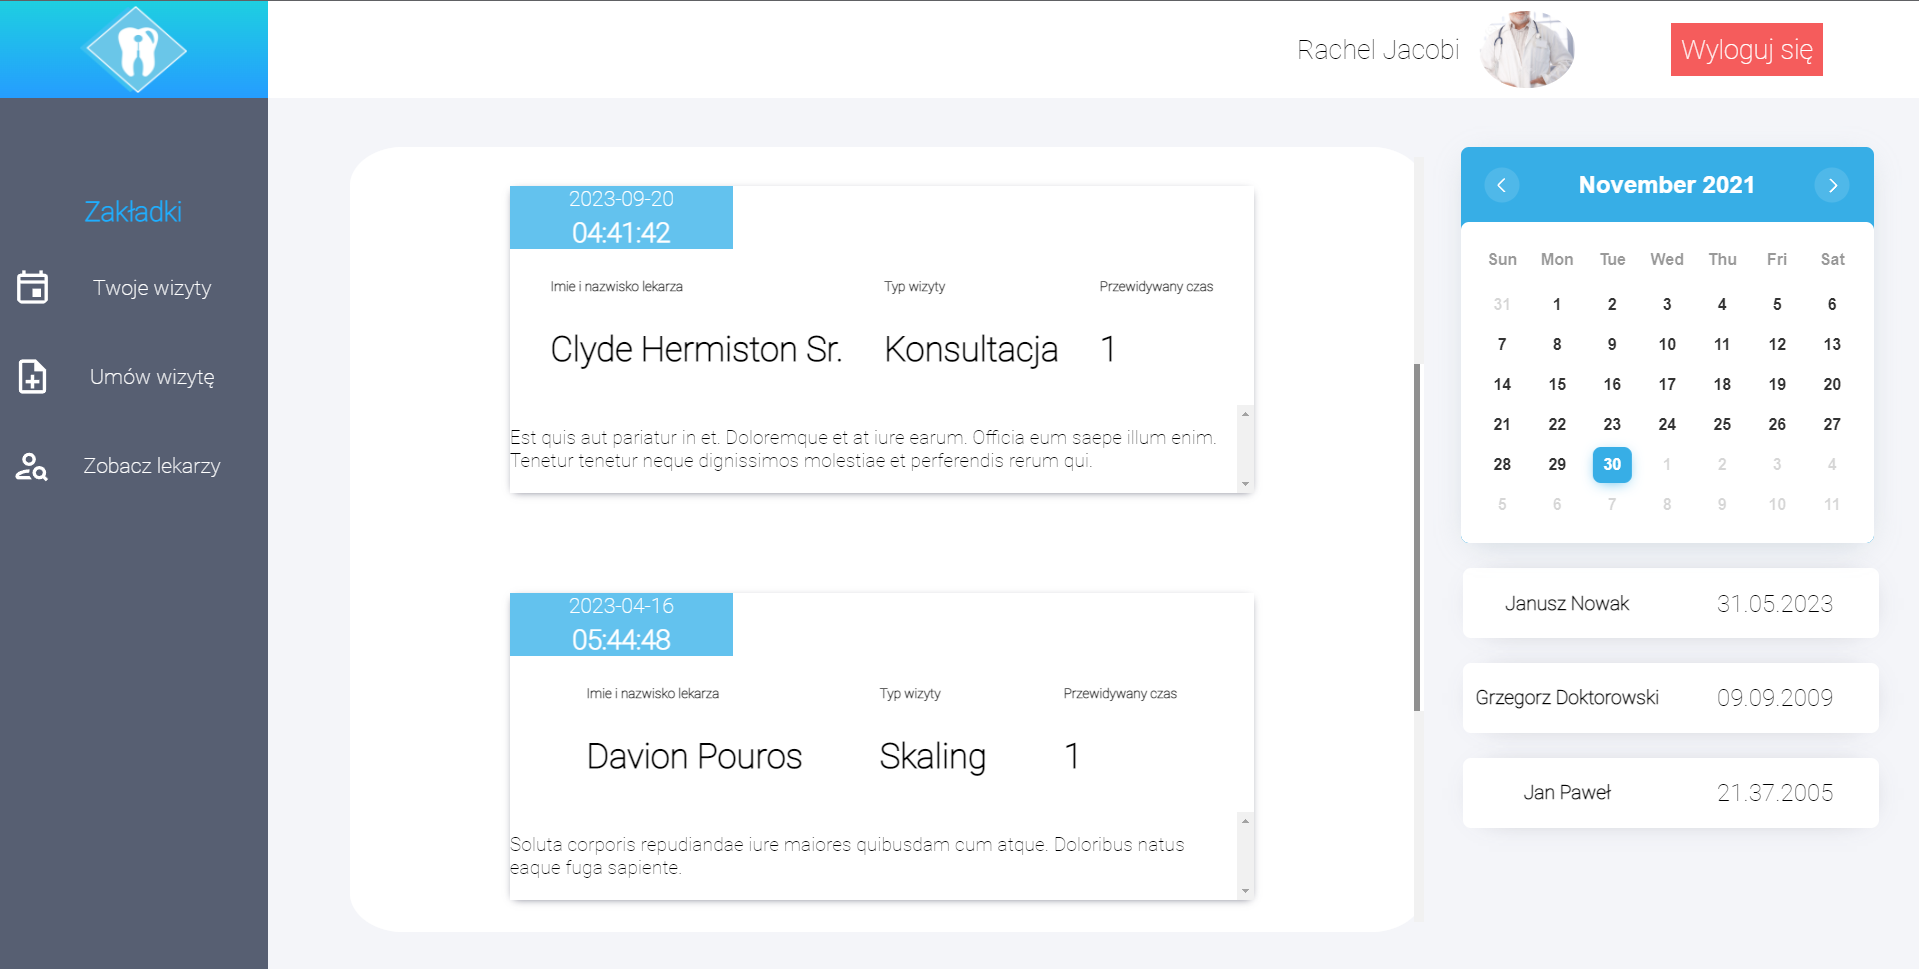 Rachel Jacobi
Wyloguj się
Zakładki
Twoje wizyty
Umów wizytę
Zobacz lekarzy
2023-09-20
04:41:42
Imie i nazwisko lekarza Typ wizyty Przewidywany czas
Clyde Hermiston Sr. Konsultacja 1
Est quis aut pariatur in et. Doloremque et at iure earum. Officia eum saepe illum enim.
Tenetur tenetur neque dignissimos molestiae et perferendis rerum qui.
2023-04-16
05:44:48
Imie i nazwisko lekarza Typ wizyty Przewidywany czas
Davion Pouros Skaling 1
Soluta corporis repudiandae iure maiores quibusdam cum atque. Doloribus natus
eaque fuga sapiente.
November 2021
Sun Mon Tue Wed Thu Fri Sat
31 1 2 3 4 5 6
7 8 9 10 11 12 13
14 15 16 17 18 19 20
21 22 23 24 25 26 27
28 29 30 1 2 3 4
5 6 7 8 9 10 11
Janusz Nowak 31.05.2023
Grzegorz Doktorowski 09.09.2009
Jan Paweł 21.37.2005